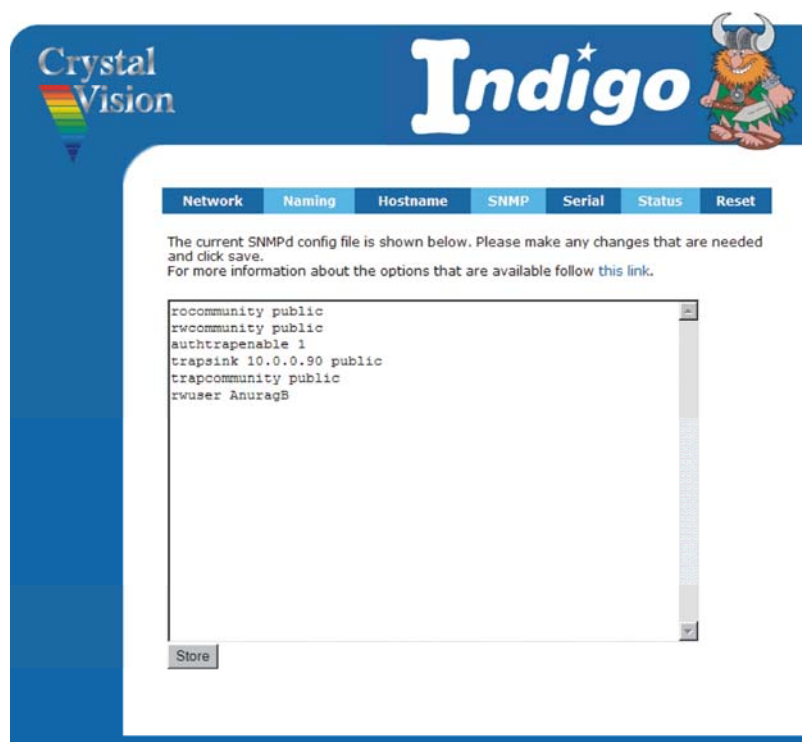 Crystal
Vision
Indigo
Network Naming Hostname SNMP Serial Status Reset
The current SNMPd config file is shown below. Please make any changes that are needed
and click save.
For more information about the options that are available follow this link.
rocommunity public
rwcommunity public
authtrapenable 1
trapsink 10.0.0.90 public
trapcommunity public
rwuser AnuragB
Store